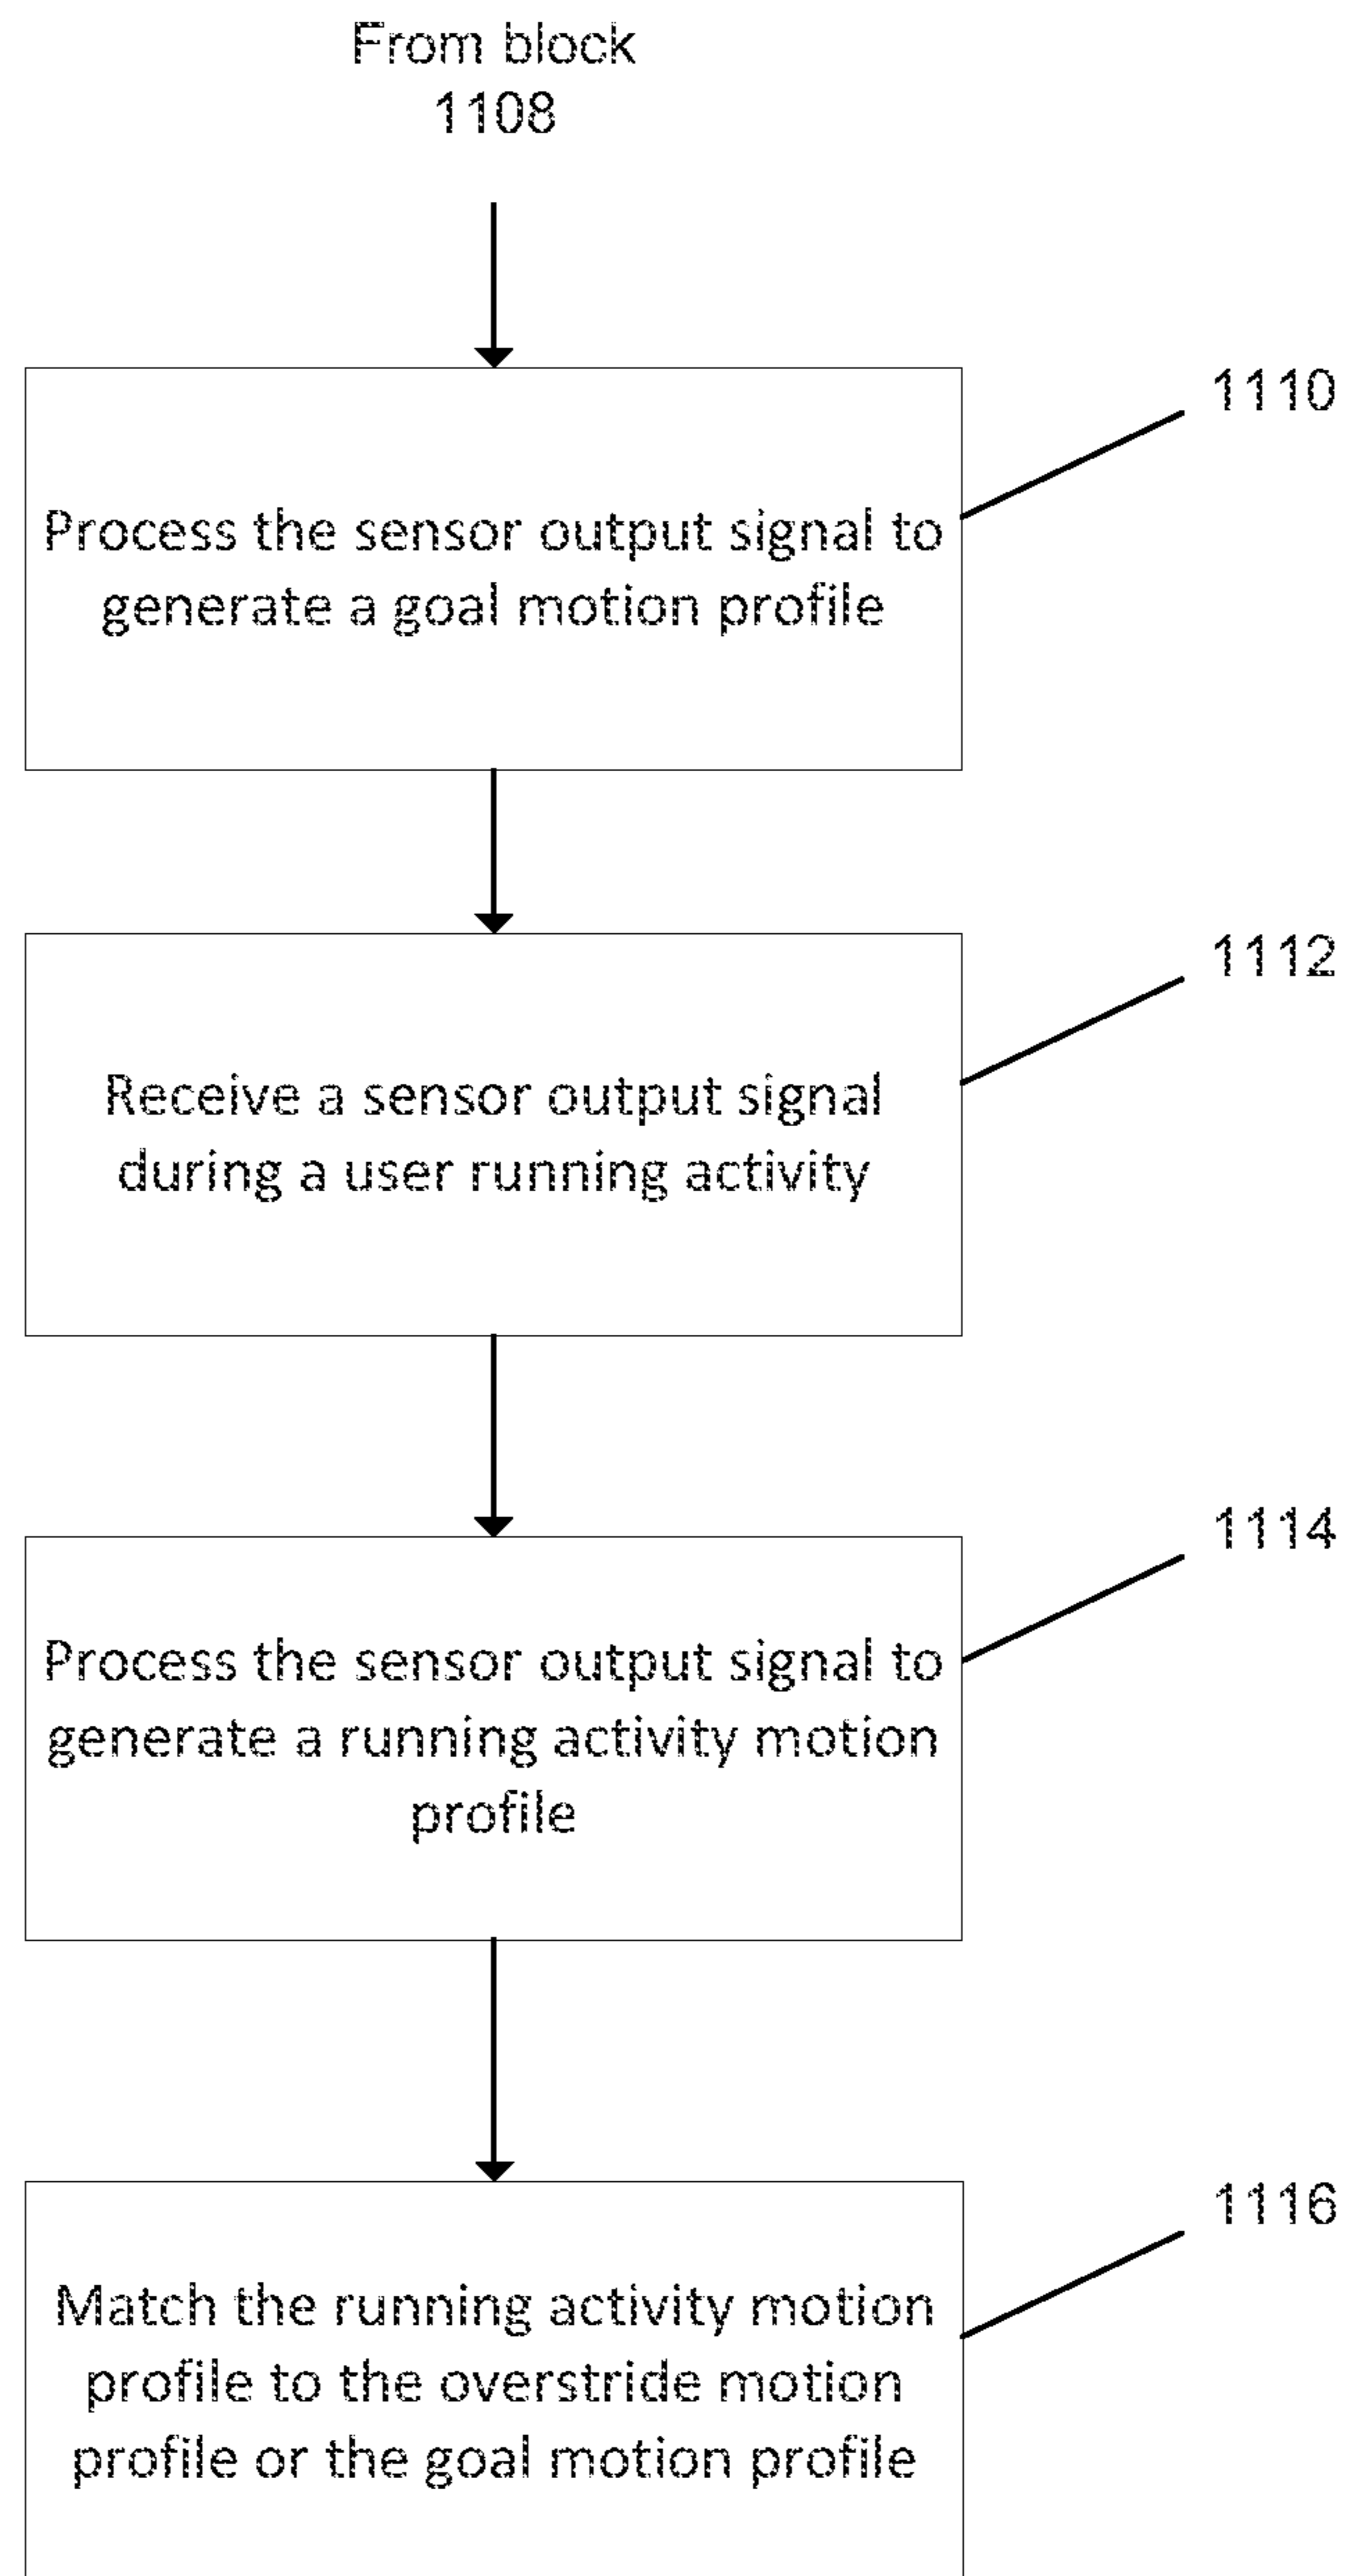 From block
1108
1110
Process the sensor output signal to
generate a goal motion profile
1112
Receive a sensor output signal
during a user running activity
1114
Process the sensor output signal to
generate a running activity motion
profile
1116
Match the running activity motion
profile to the overstride motion
profile or the goal motion profile